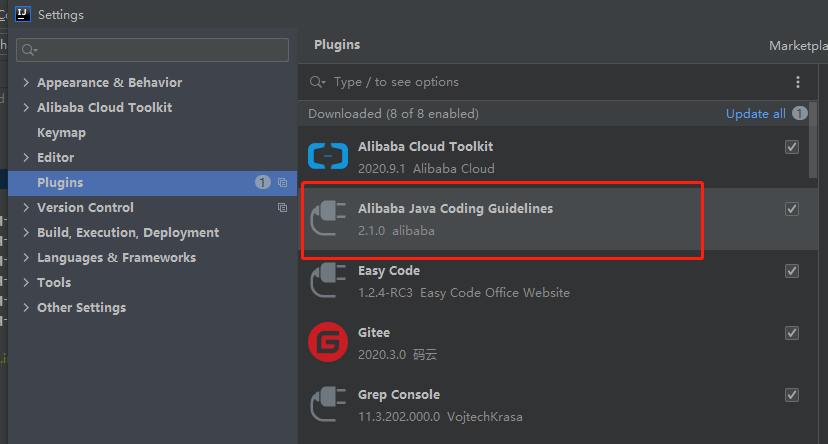 Settings
Plugins
Marketpla
Type / to see options
Downloaded (8 of 8 enabled)
Update all 1
Appearance & Behavior
Alibaba Cloud Toolkit
Keymap
Editor
Plugins 1
Version Control
Build, Execution, Deployment
Languages & Frameworks
Tools
Other Settings
Alibaba Cloud Toolkit
2020.9.1 Alibaba Cloud
Alibaba Java Coding Guidelines
2.1.0 alibaba
Easy Code
1.2.4-RC3 Easy Code Office Website
Gitee
2020.3.0 码云
Grep Console
11.3.202.000.0 VojtechKrasa